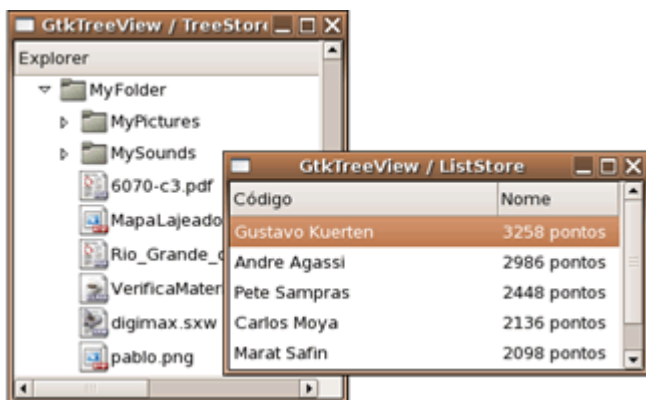 GtkTreeView / TreeStor
Explorer
MyFolder
MyPictures
MySounds
6070-c3.pdf
MapaLajeado
Rio_Grande_
VerificaMater
digimax.sxw
pablo.png
GtkTreeView / ListStore
Código Nome
Gustavo Kuerten 3258 pontos
Andre Agassi 2986 pontos
Pete Sampras 2448 pontos
Carlos Moya 2136 pontos
Marat Safin 2098 pontos